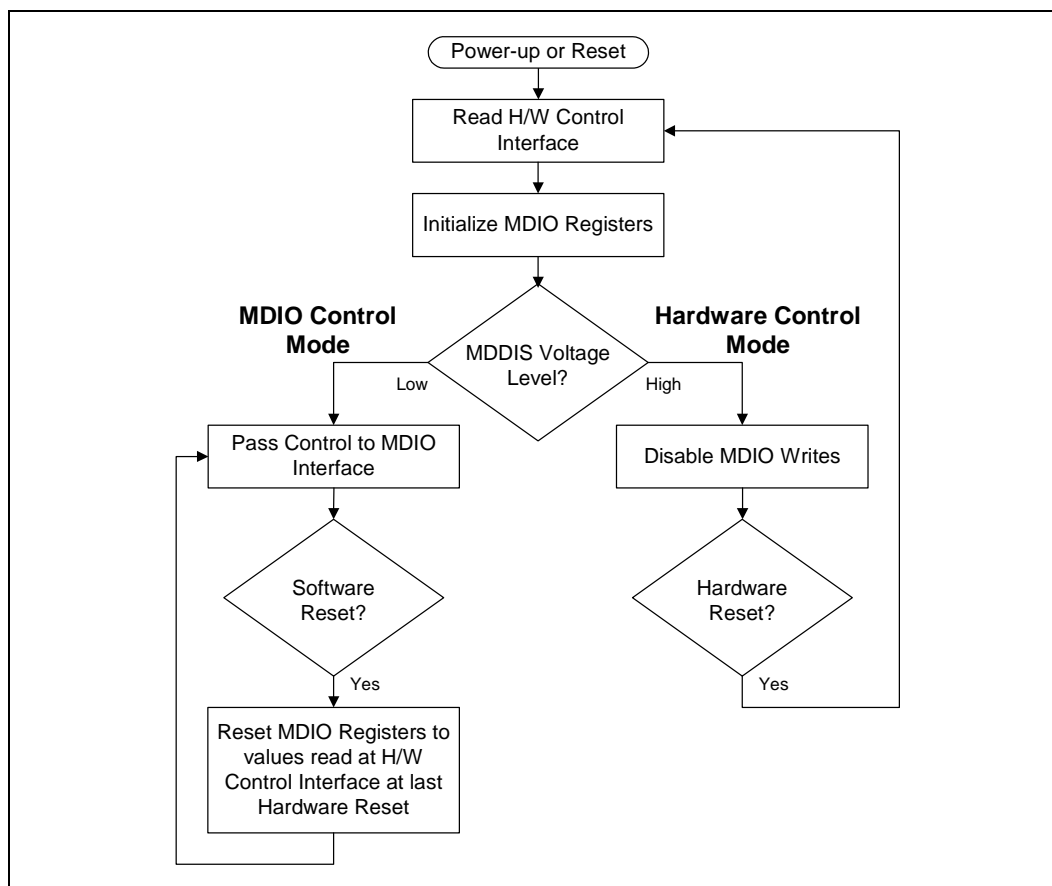 Power-up or Reset
Read H/W Control
Interface
Initialize MDIO Registers
MDIO Control
Mode
Hardware Control
Mode
MDDIS Voltage
Level?
Low
High
Pass Control to MDIO
Interface
Disable MDIO Writes
Software
Reset?
Hardware
Reset?
Yes
Yes
Reset MDIO Registers to
values read at H/W
Control Interface at last
Hardware Reset